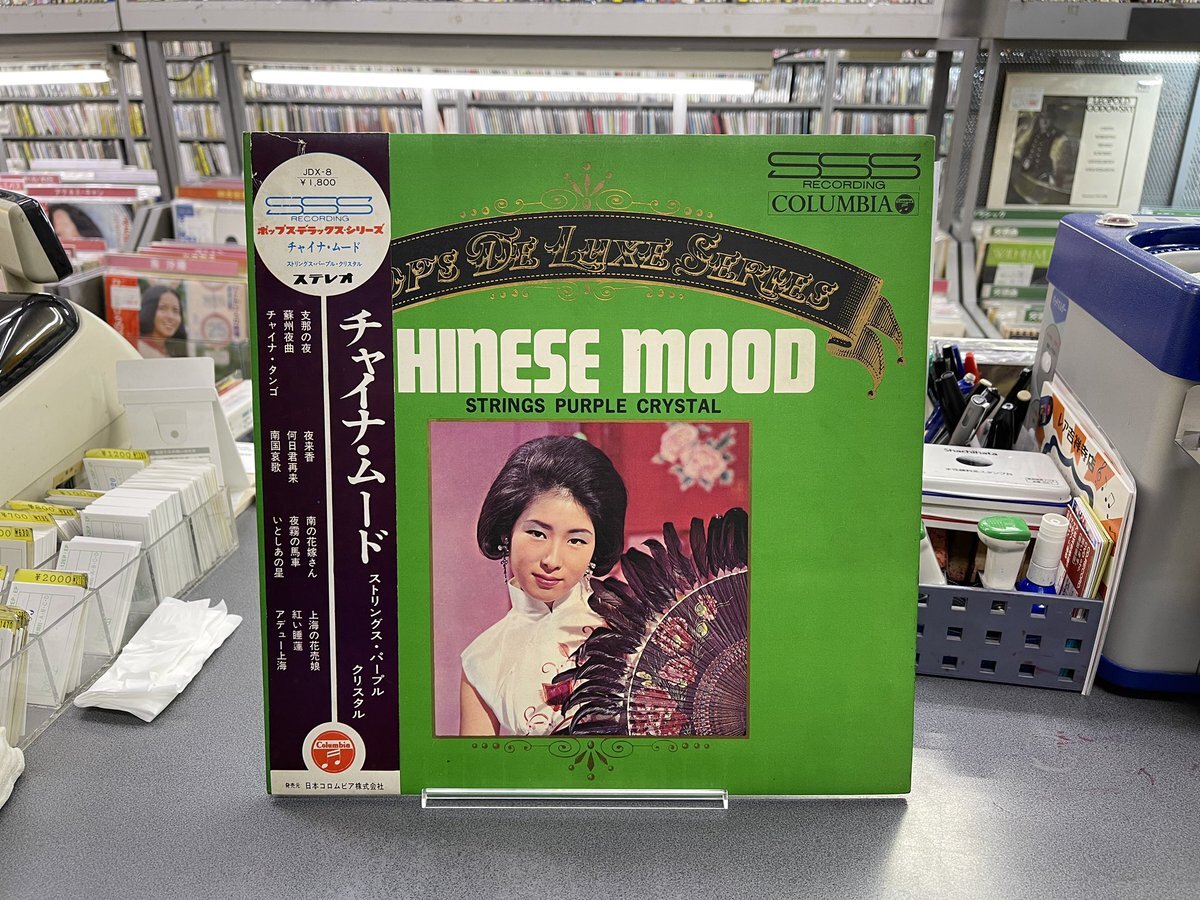 JDX-8
¥1,800
SSS
RECORDING
ポップス・デラックス・シリーズ
チャイナ・ムード
ストリングス・パープル・クリスタル
ステレオ
チャイナ・ムード
ストリングス・パープル
クリスタル
支那の夜
蘇州夜曲
チャイナ・タンゴ
夜来香
何日君再来
南国哀歌
南の花嫁さん
夜霧の馬車
いとしあの星
上海の花売娘
紅い睡蓮
アデュー上海
Columbia
発売元 日本コロムビア株式会社
SSS
RECORDING
COLUMBIA
OPS DE LUXE SERIES
HINESE MOOD
STRINGS PURPLE CRYSTAL
LEOPOLD
GODOWSKY
Shachihata
¥1200
¥2000